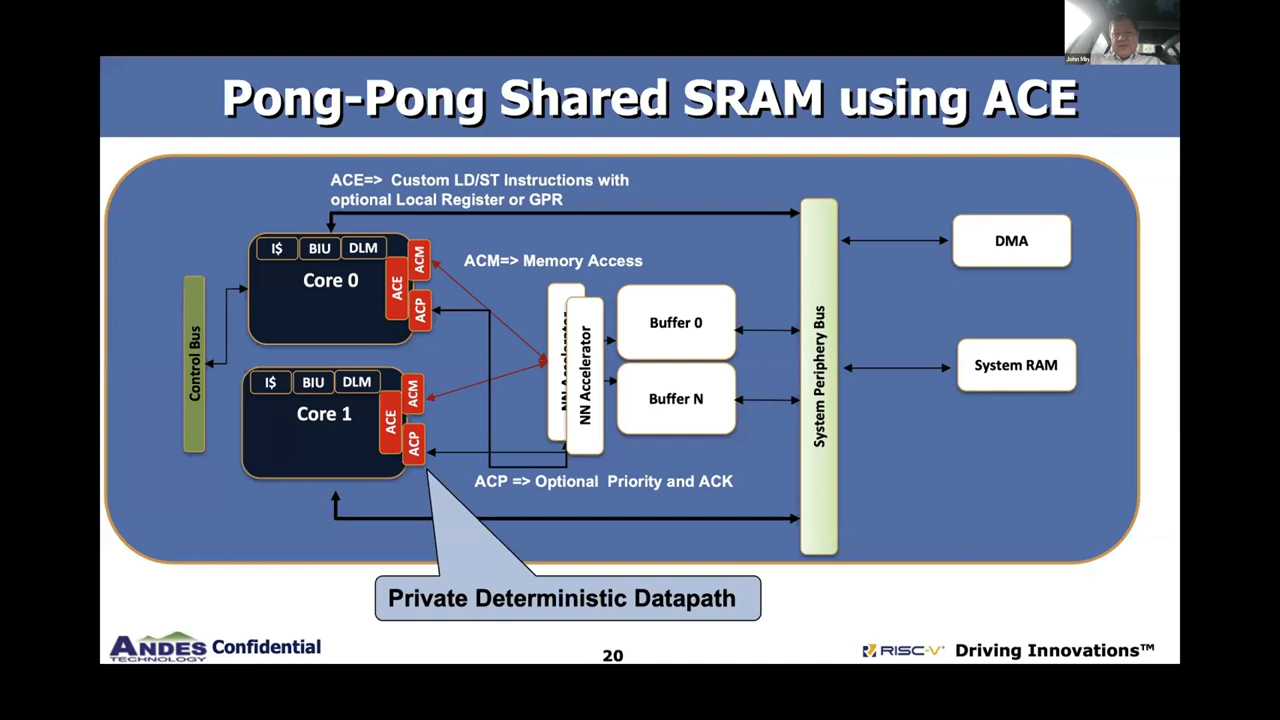 John Min
Pong-Pong Shared SRAM using ACE
ACE=> Custom LD/ST Instructions with
optional Local Register or GPR
I$
BIU
DLM
ACM
Core 0
ACE
ACP
ACM=> Memory Access
Control Bus
I$
BIU
DLM
ACM
Core 1
ACE
ACP
NN Accelerator
NN Accelerator
Buffer 0
Buffer N
System Periphery Bus
DMA
System RAM
ACP => Optional Priority and ACK
Private Deterministic Datapath
ANDES
TECHNOLOGY
Confidential
20
RISC-V
Driving Innovations™